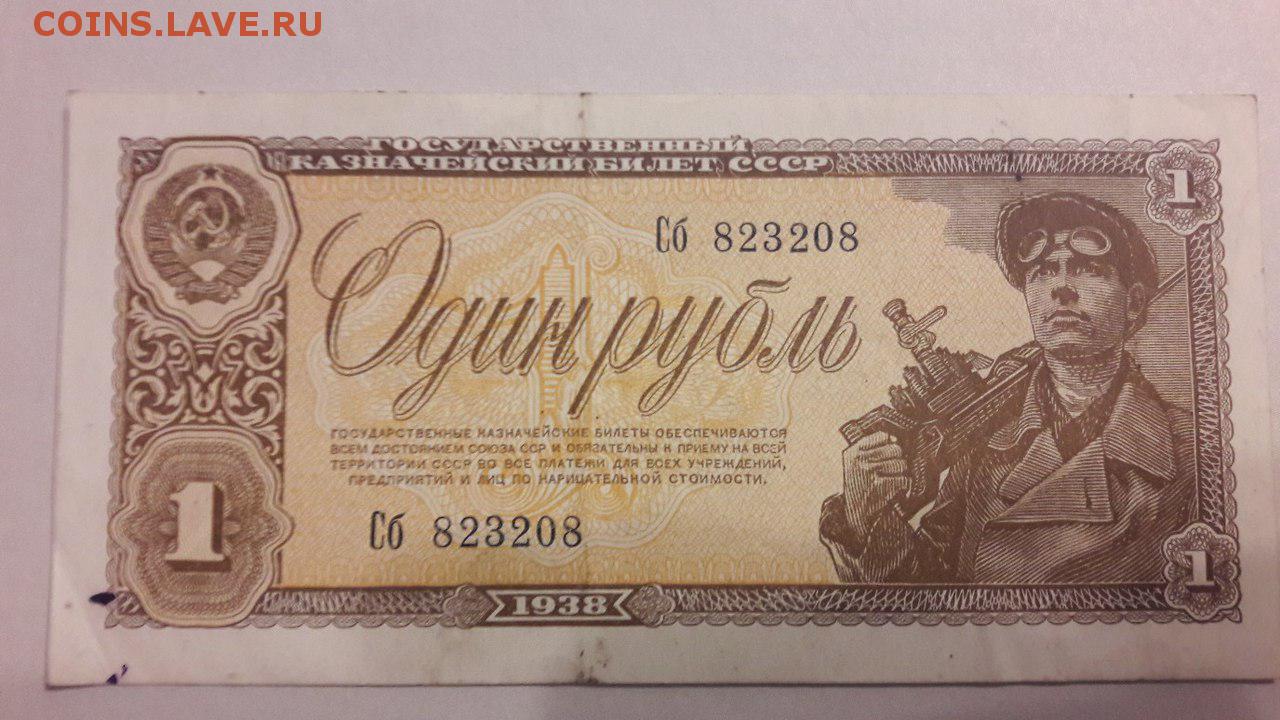 COINS.LAVE.RU
ГОСУДАРСТВЕННЫЙ
КАЗНАЧЕЙСКИЙ БИЛЕТ СССР
1
Сб 823208
Один рубль
ГОСУДАРСТВЕННЫЕ КАЗНАЧЕЙСКИЕ БИЛЕТЫ ОБЕСПЕЧИВАЮТСЯ
ВСЕМ ДОСТОЯНИЕМ СОЮЗА ССР И ОБЯЗАТЕЛЬНЫ К ПРИЕМУ НА ВСЕЙ
ТЕРРИТОРИИ СССР ВО ВСЕ ПЛАТЕЖИ ДЛЯ ВСЕХ УЧРЕЖДЕНИЙ,
ПРЕДПРИЯТИЙ И ЛИЦ ПО НАРИЦАТЕЛЬНОЙ СТОИМОСТИ.
1
Сб 823208
1
1938